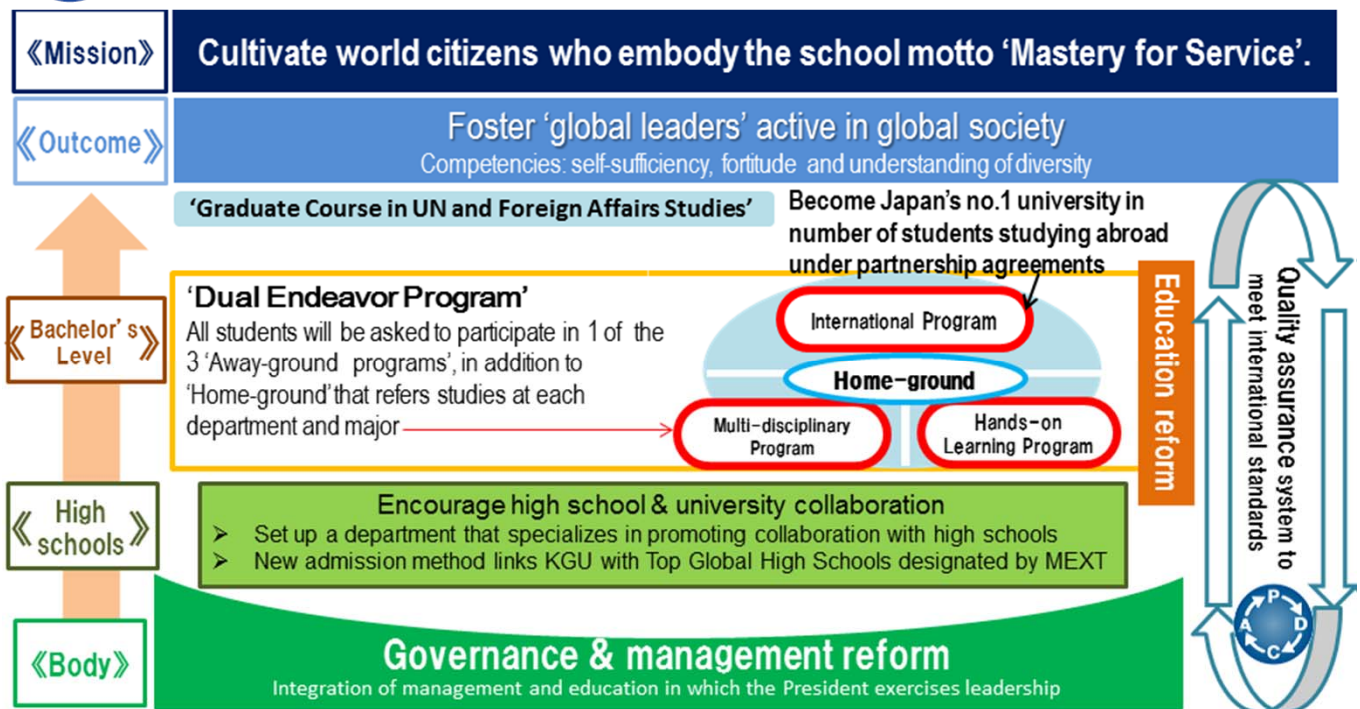 《Mission》
Cultivate world citizens who embody the school motto ‘Mastery for Service’.
《Outcome》
Foster ‘global leaders’ active in global society
Competencies: self-sufficiency, fortitude and understanding of diversity
‘Graduate Course in UN and Foreign Affairs Studies’
Become Japan’s no.1 university in
number of students studying abroad
under partnership agreements
《Bachelor’s
Level》
‘Dual Endeavor Program’
All students will be asked to participate in 1 of the
3 ‘Away-ground programs’, in addition to
‘Home-ground’ that refers studies at each
department and major
International Program
Home-ground
Multi-disciplinary
Program
Hands-on
Learning Program
Education reform
Quality assurance system to
meet international standards
《High
schools》
Encourage high school & university collaboration
➢ Set up a department that specializes in promoting collaboration with high schools
➢ New admission method links KGU with Top Global High Schools designated by MEXT
《Body》
Governance & management reform
Integration of management and education in which the President exercises leadership
P
D
C
A